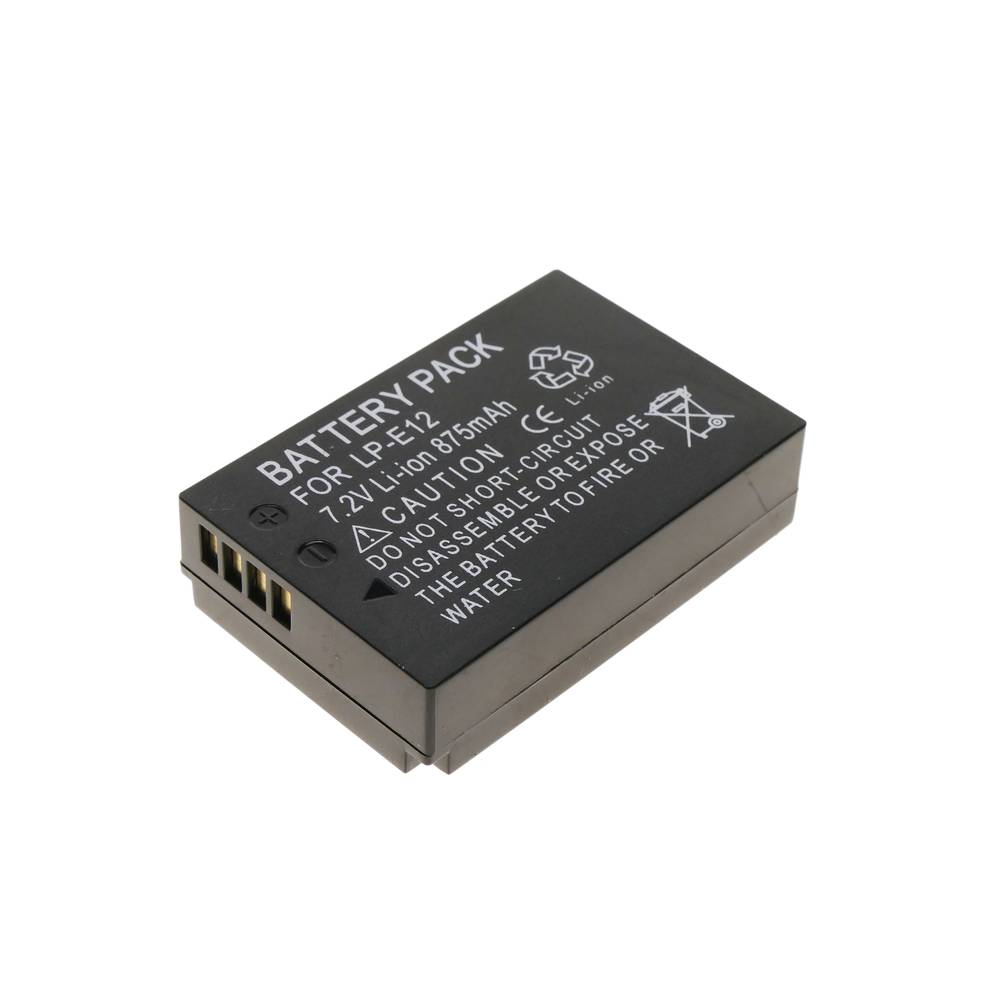 BATTERY PACK
FOR LP-E12
7.2V Li-ion 875mAh
CAUTION CE
DO NOT SHORT-CIRCUIT
DISASSEMBLE OR EXPOSE
THE BATTERY TO FIRE OR
WATER
Li-ion